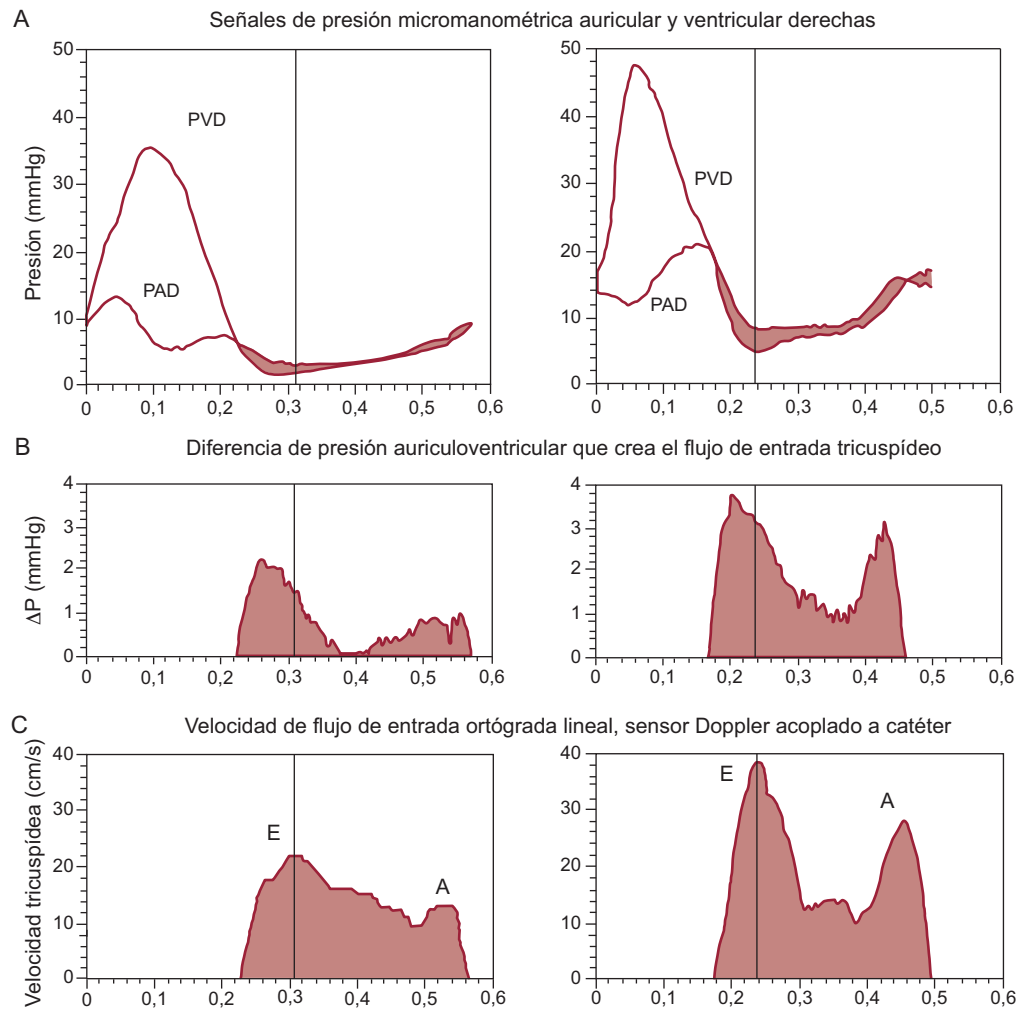 A
Señales de presión micromanométrica auricular y ventricular derechas
Presión (mmHg)
50
40
30
20
10
0
PVD
PAD
0 0,1 0,2 0,3 0,4 0,5 0,6
50
40
30
20
10
0
PVD
PAD
0 0,1 0,2 0,3 0,4 0,5 0,6
B
Diferencia de presión auriculoventricular que crea el flujo de entrada tricuspídeo
ΔP (mmHg)
4
3
2
1
0
0 0,1 0,2 0,3 0,4 0,5 0,6
4
3
2
1
0
0 0,1 0,2 0,3 0,4 0,5 0,6
C
Velocidad de flujo de entrada ortógrada lineal, sensor Doppler acoplado a catéter
Velocidad tricuspídea (cm/s)
40
30
20
10
0
E
A
0 0,1 0,2 0,3 0,4 0,5 0,6
40
30
20
10
0
E
A
0 0,1 0,2 0,3 0,4 0,5 0,6